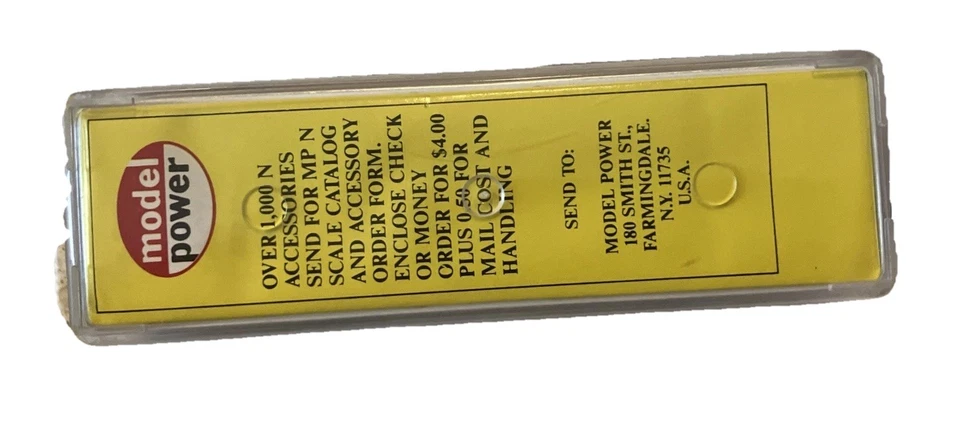 model
power
OVER 1,000 N
ACCESSORIES
SEND FOR MP N
SCALE CATALOG
AND ACCESSORY
ORDER FORM.
ENCLOSE CHECK
OR MONEY
ORDER FOR $4.00
PLUS 0.50 FOR
MAIL COST AND
HANDLING
SEND TO:
MODEL POWER
180 SMITH ST.,
FARMINGDALE.
N.Y. 11735
U.S.A.